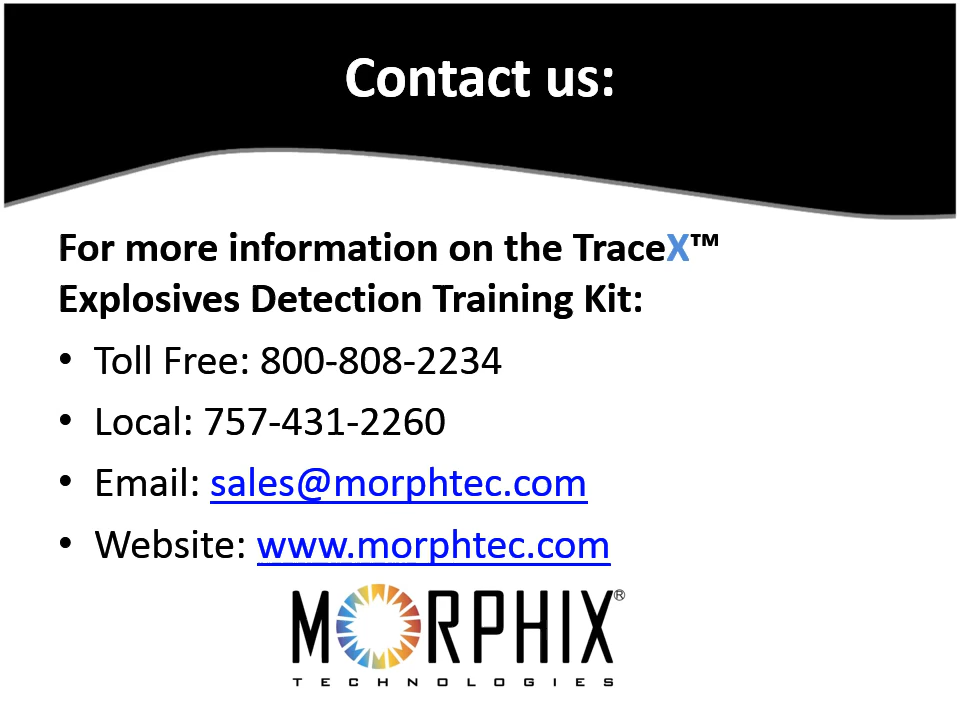 Contact us:
For more information on the TraceX™
Explosives Detection Training Kit:
• Toll Free: 800-808-2234
• Local: 757-431-2260
• Email: sales@morphtec.com
• Website: www.morphtec.com
MORPHIX®
TECHNOLOGIES